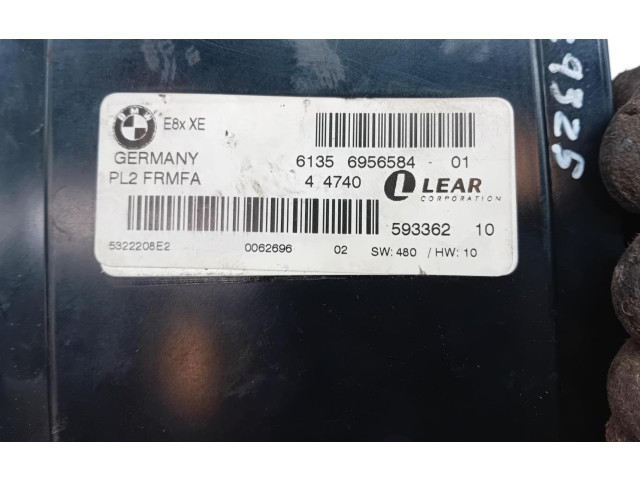 BMW
E8x XE
GERMANY 6135 6956584 - 01
PL2 FRMFA 4 4740 LEAR
CORPORATION
593362 10
5322208E2 0062696 02 SW: 480 / HW: 10